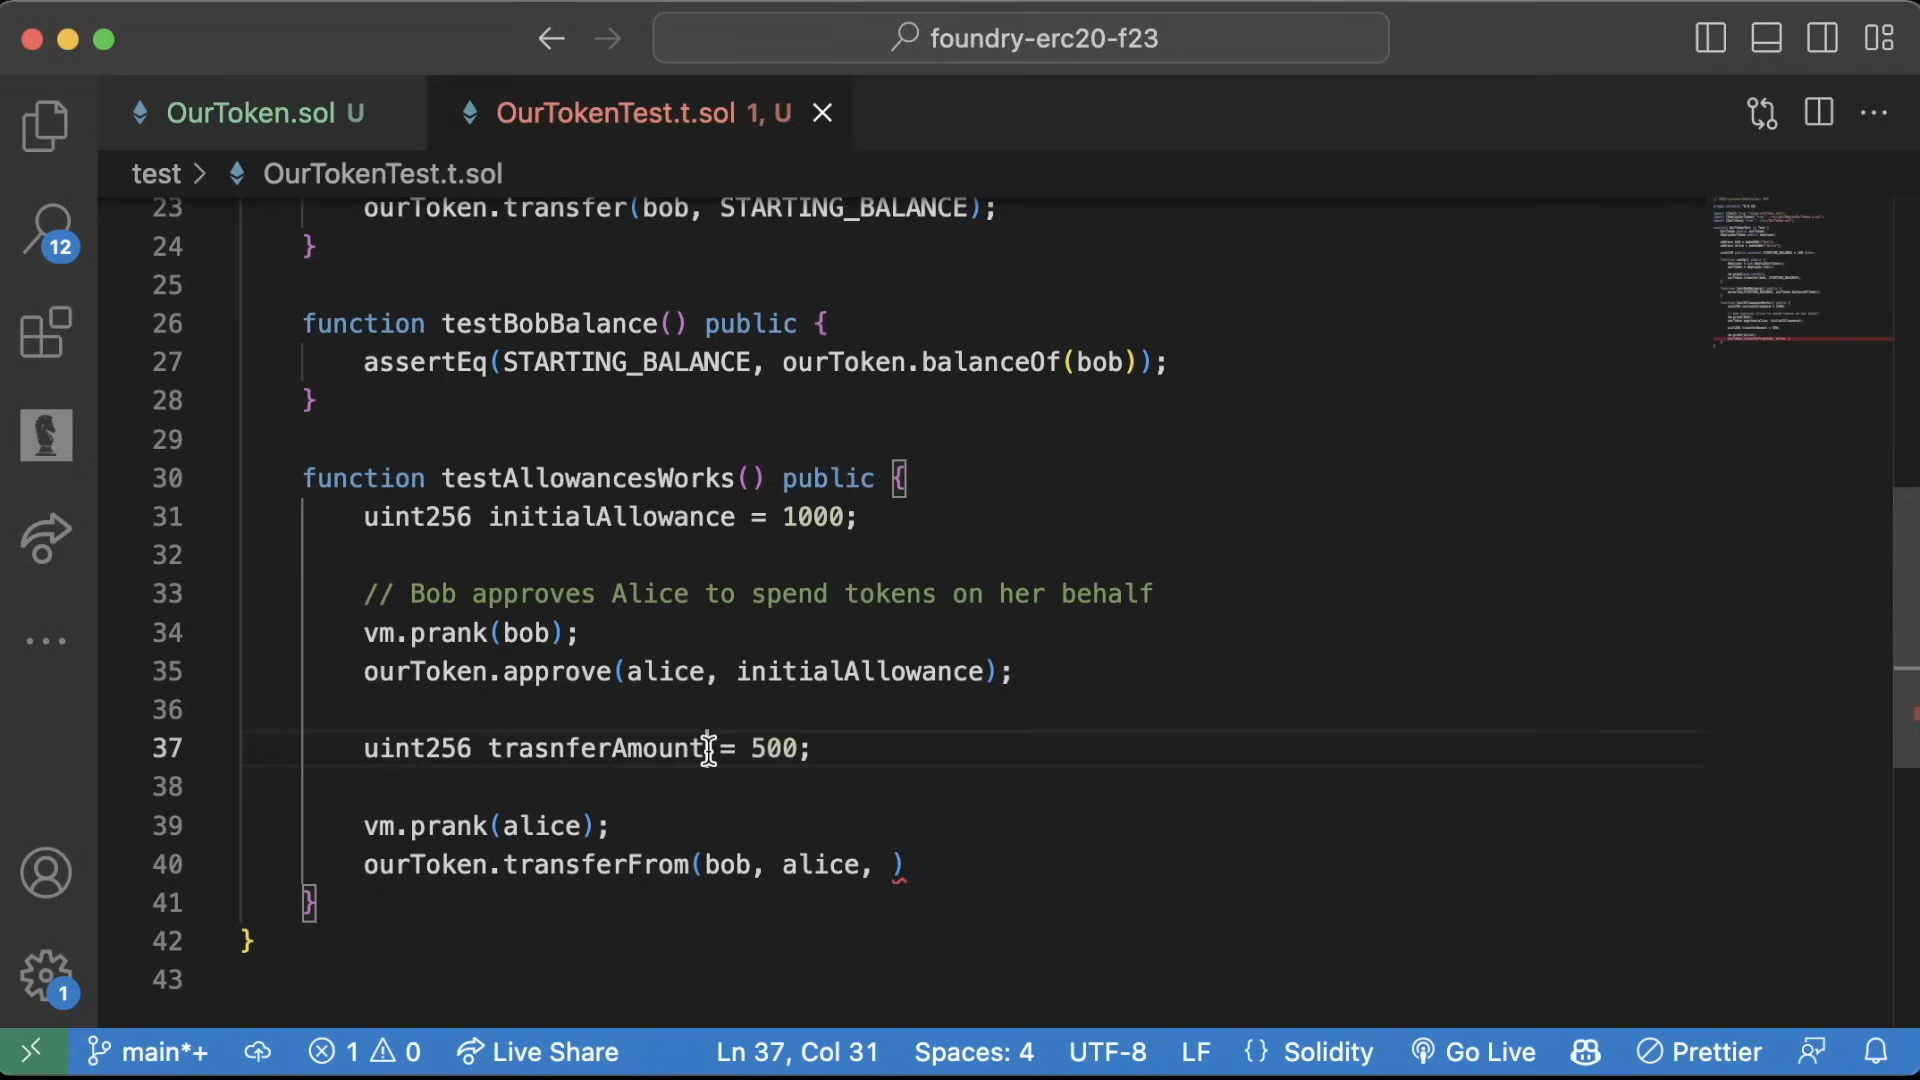 foundry-erc20-f23
OurToken.sol U
OurTokenTest.t.sol 1, U
test > OurTokenTest.t.sol
12
23 ourToken.transfer(bob, STARTING_BALANCE);
24 }
25
26 function testBobBalance() public {
27 assertEq(STARTING_BALANCE, ourToken.balanceOf(bob));
28 }
29
30 function testAllowancesWorks() public {
31 uint256 initialAllowance = 1000;
32
33 // Bob approves Alice to spend tokens on her behalf
34 vm.prank(bob);
35 ourToken.approve(alice, initialAllowance);
36
37 uint256 trasnferAmount = 500;
38
39 vm.prank(alice);
40 ourToken.transferFrom(bob, alice, )
41 }
42 }
43
1
main*+ 1 0 Live Share Ln 37, Col 31 Spaces: 4 UTF-8 LF {} Solidity Go Live Prettier